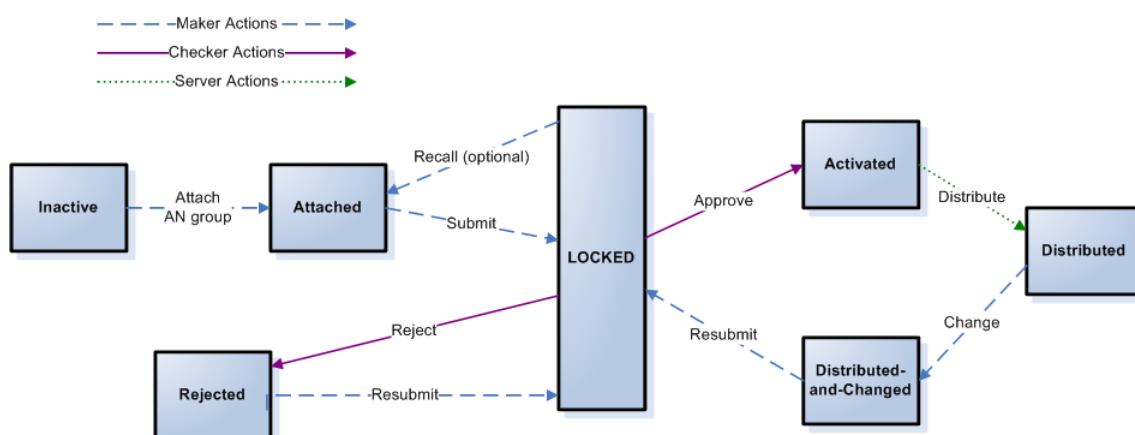 Maker Actions
Checker Actions
Server Actions
Recall (optional)
Activated
Inactive
Attach
AN group
Attached
Submit
Approve
Distribute
LOCKED
Distributed
Reject
Resubmit
Change
Rejected
Resubmit
Distributed-
and-Changed